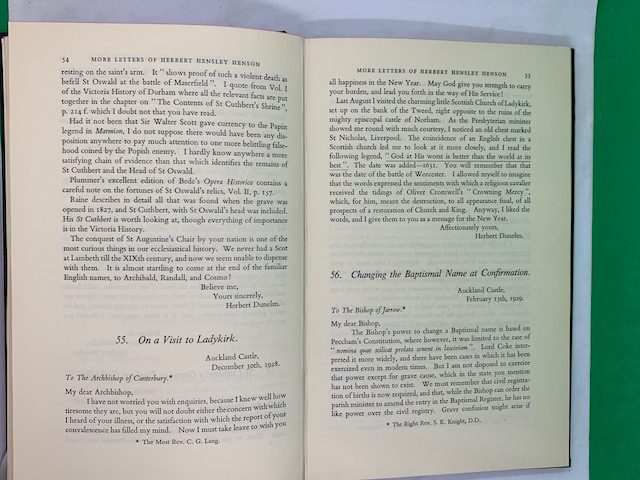 54 MORE LETTERS OF HERBERT HENSLEY HENSON
resting on the saint's arm. It "shows proof of such a violent death as
befell St Oswald at the battle of Maserfield". I quote from Vol. I
of the Victoria History of Durham where all the relevant facts are put
together in the chapter on "The Contents of St Cuthbert's Shrine",
p. 214 f. which I doubt not that you have read.
Had it not been that Sir Walter Scott gave currency to the Papist
legend in Marmion, I do not suppose there would have been any dis-
position anywhere to pay much attention to one more belittling false-
hood coined by the Popish enemy. I hardly know anywhere a more
satisfying chain of evidence than that which identifies the remains of
St Cuthbert and the Head of St Oswald.
Plummer's excellent edition of Bede's Opera Historica contains a
careful note on the fortunes of St Oswald's relics, Vol. II, p. 157.
Raine describes in detail all that was found when the grave was
opened in 1827, and St Cuthbert, with St Oswald's head was included.
His St Cuthbert is worth looking at, though everything of importance
is in the Victoria History.
The conquest of St Augustine's Chair by your nation is one of the
most curious things in our ecclesiastical history. We never had a Scot
at Lambeth till the XIXth century, and now we seem unable to dispense
with them. It is almost startling to come at the end of the familiar
English names, to Archibald, Randall, and Cosmo!
Believe me,
Yours sincerely,
Herbert Dunelm.
55. On a Visit to Ladykirk.
Auckland Castle,
December 30th, 1928.
To The Archbishop of Canterbury.*
My dear Archbishop,
I have not worried you with enquiries, because I knew well how
tiresome they are, but you will not doubt either the concern with which
I heard of your illness, or the satisfaction with which the report of your
convalescence has filled my mind. Now I must take leave to wish you
* The Most Rev. C. G. Lang.
MORE LETTERS OF HERBERT HENSLEY HENSON 55
all happiness in the New Year. May God give you strength to carry
your burden, and lead you forth in the way of His Service!
Last August I visited the charming little Scottish Church of Ladykirk,
set up on the bank of the Tweed, right opposite to the ruins of the
mighty episcopal castle of Norham. As the Presbyterian minister
showed me round with much courtesy, I noticed an old chest marked
St Nicholas, Liverpool. The coincidence of an English chest in a
Scottish church led me to look at it more closely, and I read the
following legend, "God at His worst is better than the world at its
best". The date was added—1651. You will remember that that
was the date of the battle of Worcester. I allowed myself to imagine
that the words expressed the sentiments with which a religious cavalier
received the tidings of Oliver Cromwell's "Crowning Mercy",
which, for him, meant the destruction, to all appearance final, of all
prospects of a restoration of Church and King. Anyway, I liked the
words, and I give them to you as a message for the New Year.
Affectionately yours,
Herbert Dunelm.
56. Changing the Baptismal Name at Confirmation.
Auckland Castle,
February 15th, 1929.
To The Bishop of Jarrow.*
My dear Bishop,
The Bishop's power to change a Baptismal name is based on
Peccham's Constitution, where, however, it was limited to the case of
"nomina quae scilicet prolata sonent in lasciviam". Lord Coke inter-
preted it more widely, and there have been cases in which it has been
exercized even in modern times. But I am not disposed to exercize
that power except for grave cause, which in the state you mention
has not been shown to exist. We must remember that civil registra-
tion of births is now required, and that, while the Bishop can order the
parish minister to amend the entry in the Baptismal Register, he has no
like power over the civil registry. Grave confusion might arise if
* The Right Rev. S. K. Knight, D.D.